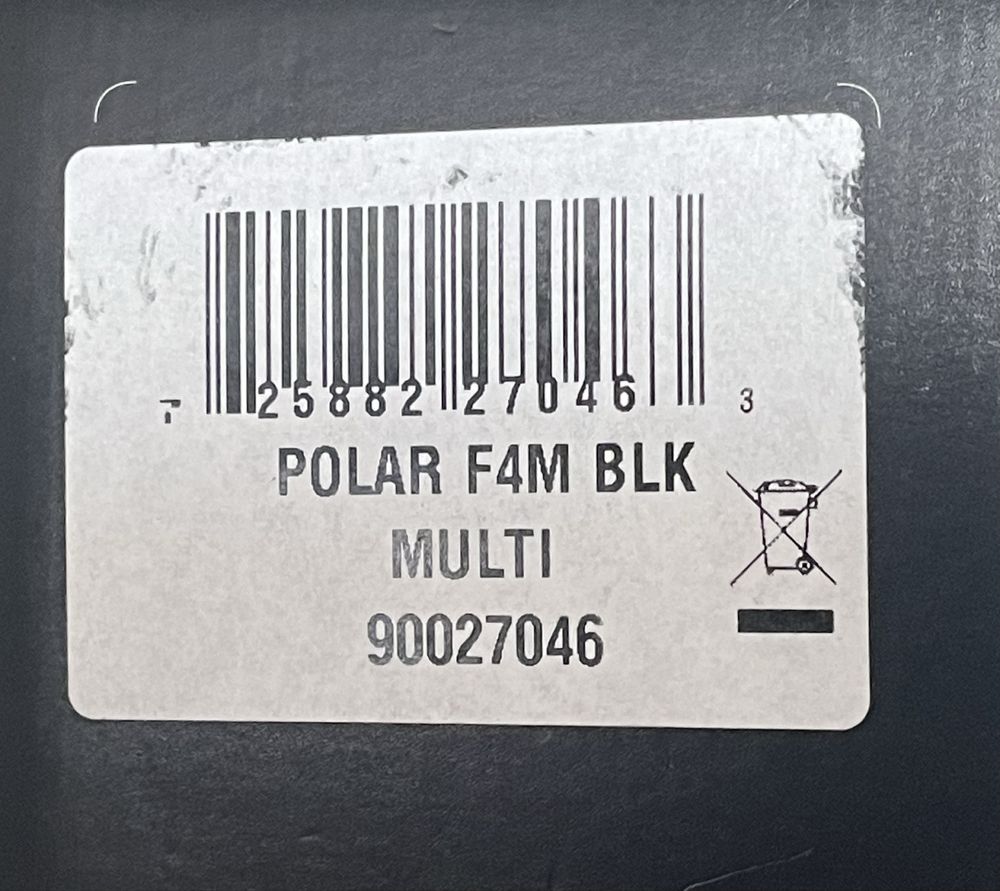 7 25882 27046 3
POLAR F4M BLK
MULTI
90027046